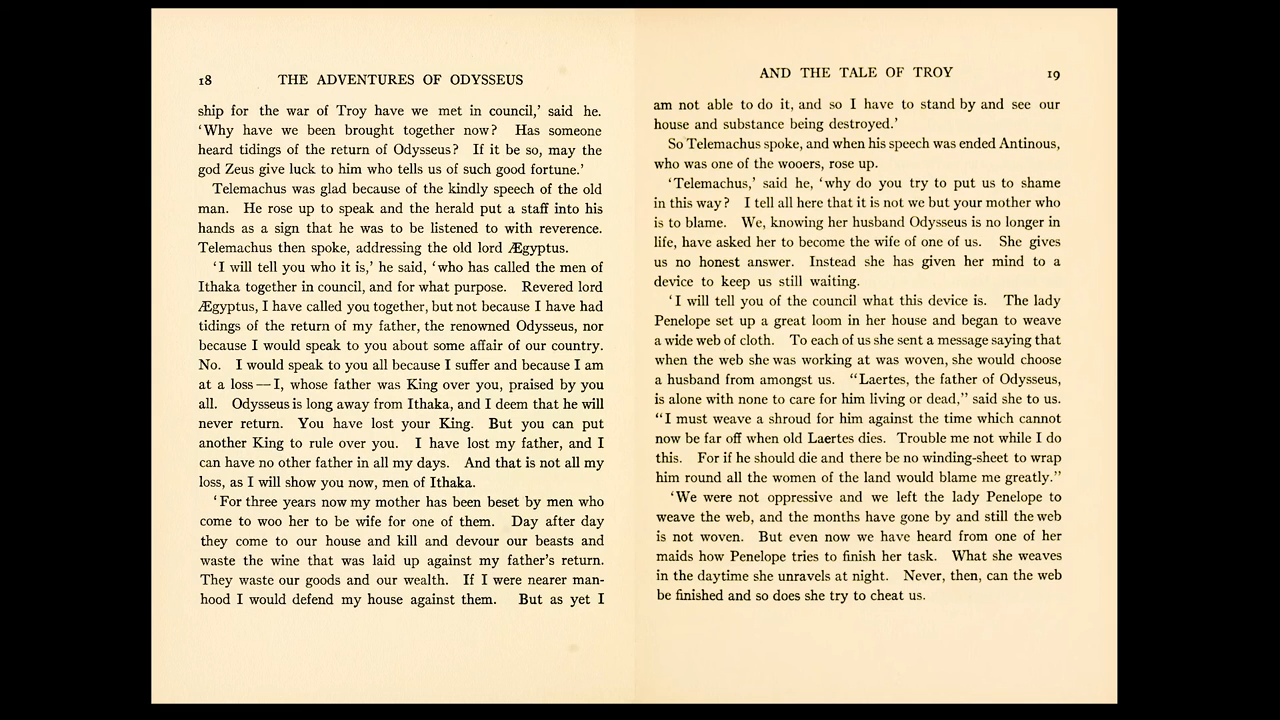 18 THE ADVENTURES OF ODYSSEUS
ship for the war of Troy have we met in council,’ said he.
‘Why have we been brought together now? Has someone
heard tidings of the return of Odysseus? If it be so, may the
god Zeus give luck to him who tells us of such good fortune.’
Telemachus was glad because of the kindly speech of the old
man. He rose up to speak and the herald put a staff into his
hands as a sign that he was to be listened to with reverence.
Telemachus then spoke, addressing the old lord Ægyptus.
‘I will tell you who it is,’ he said, ‘who has called the men of
Ithaka together in council, and for what purpose. Revered lord
Ægyptus, I have called you together, but not because I have had
tidings of the return of my father, the renowned Odysseus, nor
because I would speak to you about some affair of our country.
No. I would speak to you all because I suffer and because I am
at a loss — I, whose father was King over you, praised by you
all. Odysseus is long away from Ithaka, and I deem that he will
never return. You have lost your King. But you can put
another King to rule over you. I have lost my father, and I
can have no other father in all my days. And that is not all my
loss, as I will show you now, men of Ithaka.
‘For three years now my mother has been beset by men who
come to woo her to be wife for one of them. Day after day
they come to our house and kill and devour our beasts and
waste the wine that was laid up against my father’s return.
They waste our goods and our wealth. If I were nearer man-
hood I would defend my house against them. But as yet I
AND THE TALE OF TROY 19
am not able to do it, and so I have to stand by and see our
house and substance being destroyed.’
So Telemachus spoke, and when his speech was ended Antinous,
who was one of the wooers, rose up.
‘Telemachus,’ said he, ‘why do you try to put us to shame
in this way? I tell all here that it is not we but your mother who
is to blame. We, knowing her husband Odysseus is no longer in
life, have asked her to become the wife of one of us. She gives
us no honest answer. Instead she has given her mind to a
device to keep us still waiting.
‘I will tell you of the council what this device is. The lady
Penelope set up a great loom in her house and began to weave
a wide web of cloth. To each of us she sent a message saying that
when the web she was working at was woven, she would choose
a husband from amongst us. “Laertes, the father of Odysseus,
is alone with none to care for him living or dead,” said she to us.
“I must weave a shroud for him against the time which cannot
now be far off when old Laertes dies. Trouble me not while I do
this. For if he should die and there be no winding-sheet to wrap
him round all the women of the land would blame me greatly.”
‘We were not oppressive and we left the lady Penelope to
weave the web, and the months have gone by and still the web
is not woven. But even now we have heard from one of her
maids how Penelope tries to finish her task. What she weaves
in the daytime she unravels at night. Never, then, can the web
be finished and so does she try to cheat us.